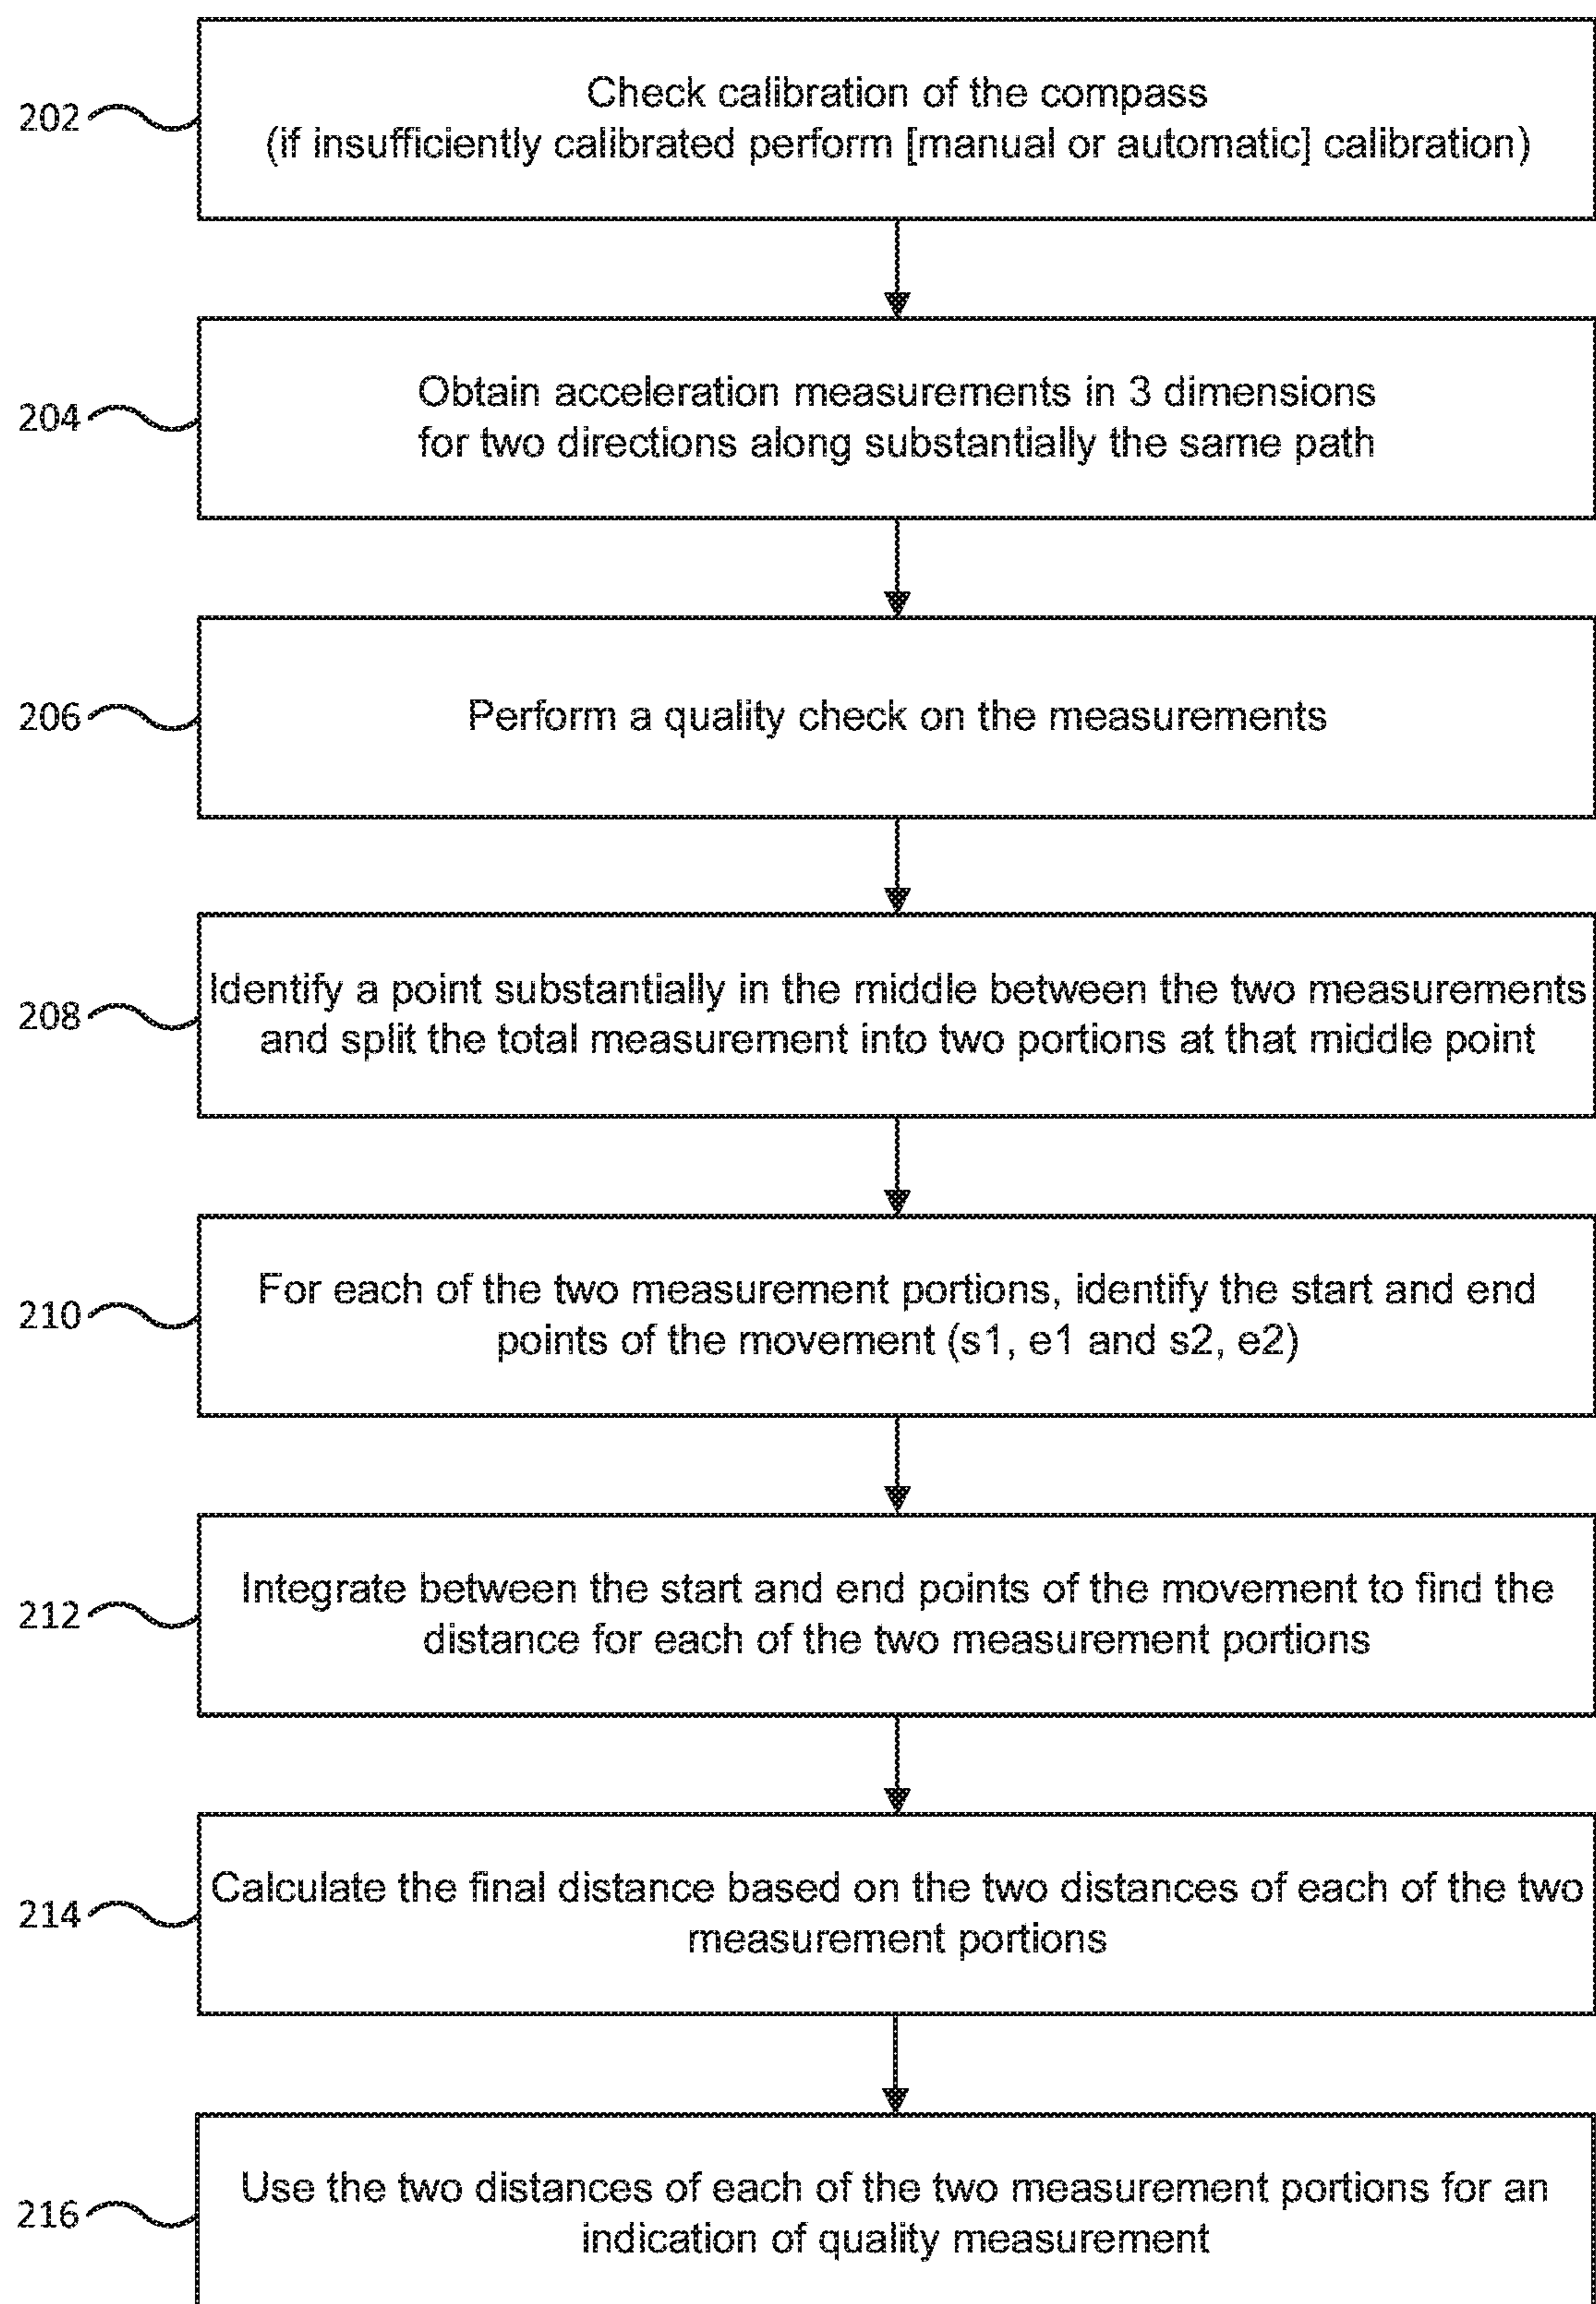 202
Check calibration of the compass
(if insufficiently calibrated perform [manual or automatic] calibration)
204
Obtain acceleration measurements in 3 dimensions
for two directions along substantially the same path
206
Perform a quality check on the measurements
208
Identify a point substantially in the middle between the two measurements
and split the total measurement into two portions at that middle point
210
For each of the two measurement portions, identify the start and end
points of the movement (s1, e1 and s2, e2)
212
Integrate between the start and end points of the movement to find the
distance for each of the two measurement portions
214
Calculate the final distance based on the two distances of each of the two
measurement portions
216
Use the two distances of each of the two measurement portions for an
indication of quality measurement